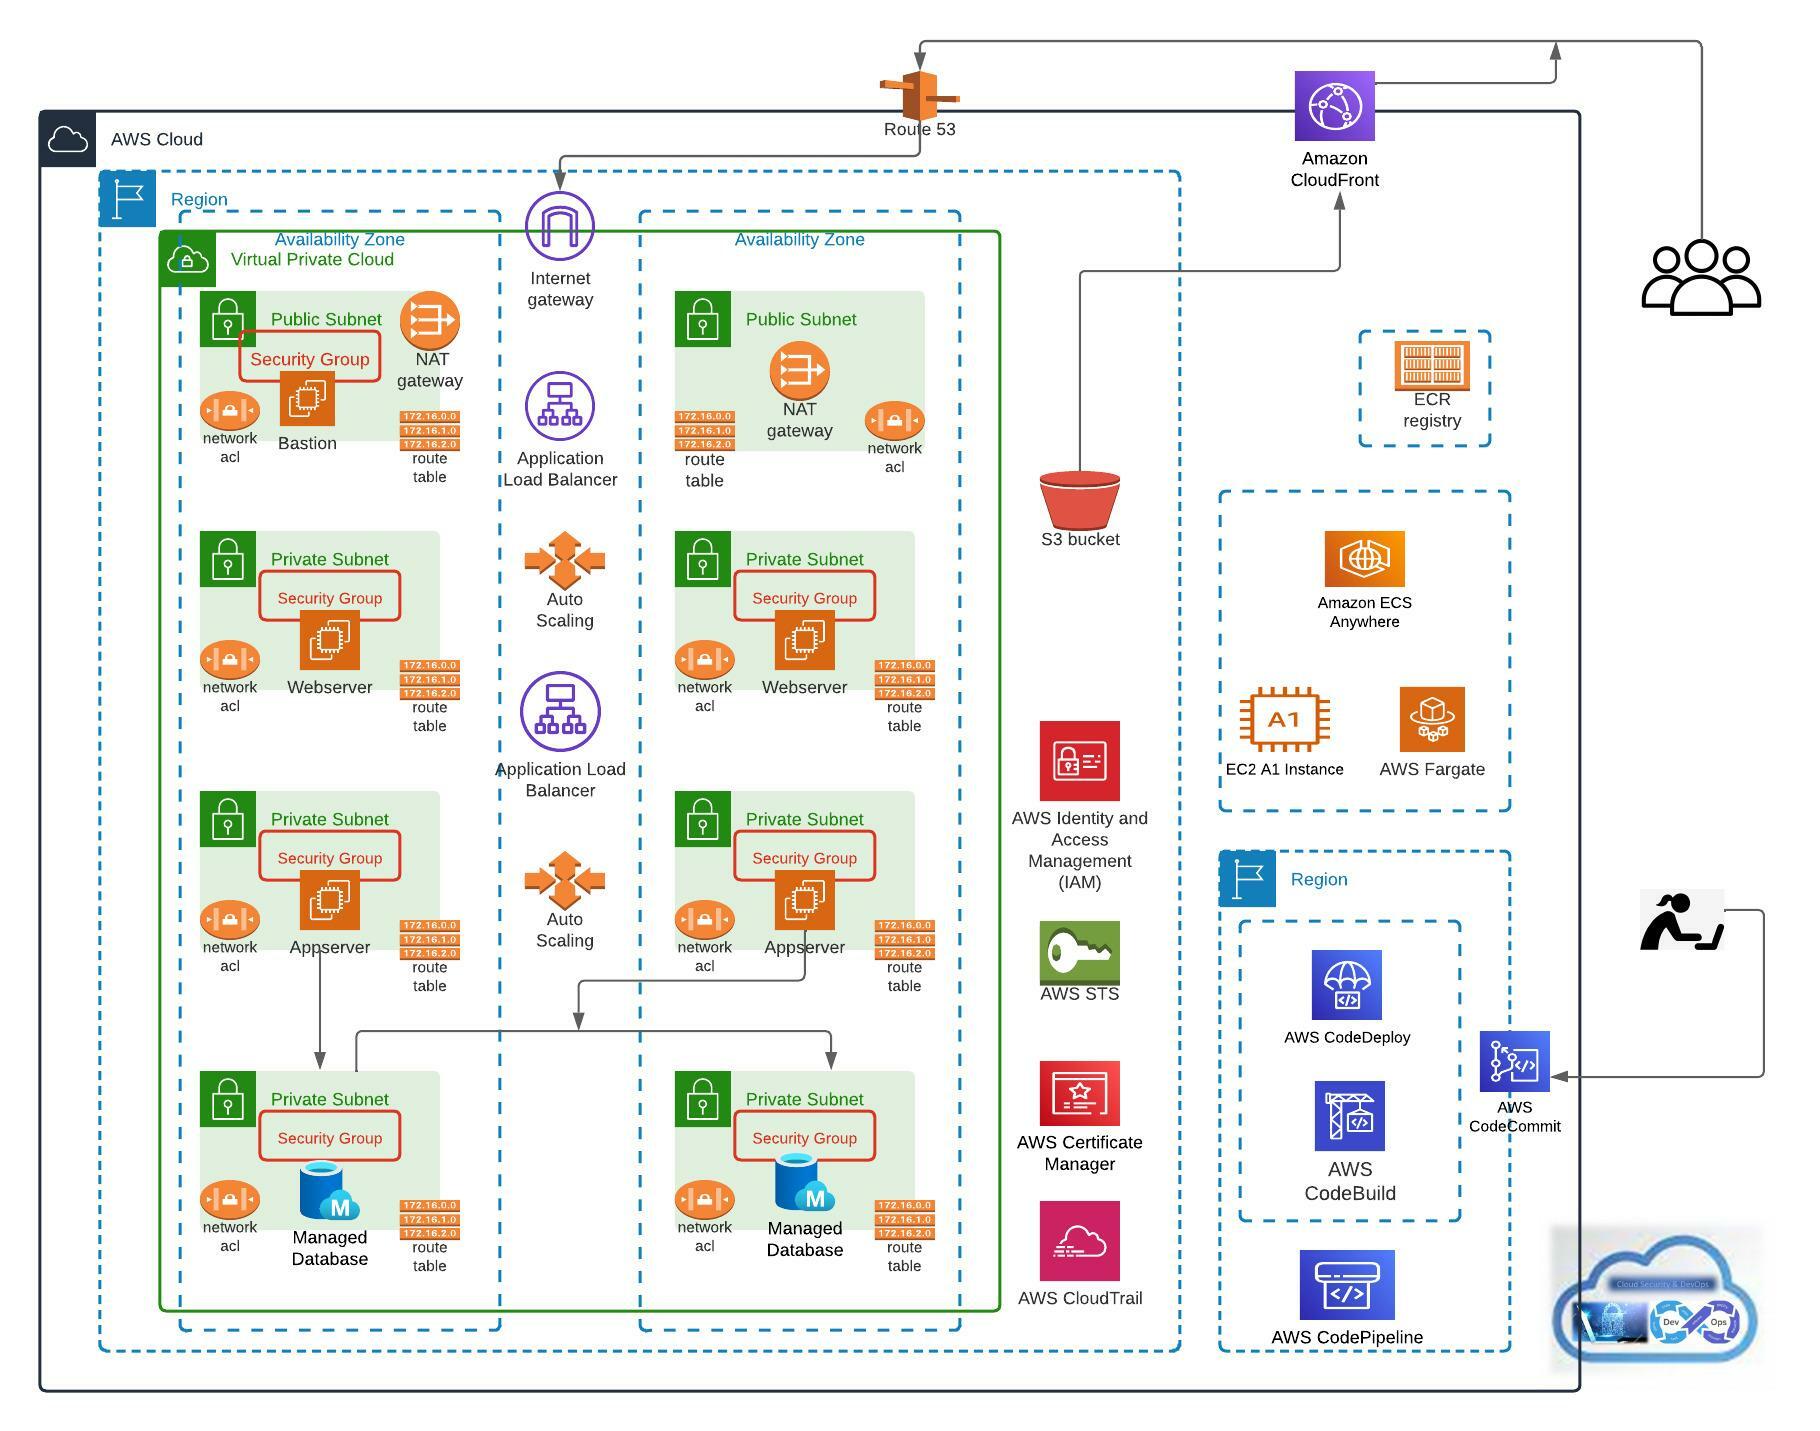 Route 53
AWS Cloud
Amazon
CloudFront
Region
Availability Zone
Availability Zone
Virtual Private Cloud
Internet
gateway
Public Subnet
Security Group
NAT
gateway
network
acl
Bastion
172.16.0.0
172.16.1.0
172.16.2.0
route
table
Application
Load Balancer
Public Subnet
NAT
gateway
172.16.0.0
172.16.1.0
172.16.2.0
route
table
network
acl
ECR
registry
S3 bucket
Private Subnet
Security Group
network
acl
Webserver
172.16.0.0
172.16.1.0
172.16.2.0
route
table
Auto
Scaling
Private Subnet
Security Group
network
acl
Webserver
172.16.0.0
172.16.1.0
172.16.2.0
route
table
Amazon ECS
Anywhere
A1
EC2 A1 Instance
AWS Fargate
Application Load
Balancer
Private Subnet
Security Group
network
acl
Appserver
172.16.0.0
172.16.1.0
172.16.2.0
route
table
Auto
Scaling
Private Subnet
Security Group
network
acl
Appserver
172.16.0.0
172.16.1.0
172.16.2.0
route
table
AWS Identity and
Access
Management
(IAM)
AWS STS
Region
AWS CodeDeploy
AWS
CodeCommit
AWS
CodeBuild
AWS CodePipeline
Private Subnet
Security Group
network
acl
M
Managed
Database
172.16.0.0
172.16.1.0
172.16.2.0
route
table
Private Subnet
Security Group
network
acl
M
Managed
Database
172.16.0.0
172.16.1.0
172.16.2.0
route
table
AWS Certificate
Manager
AWS CloudTrail
Cloud Security & DevOps
Dev
Ops